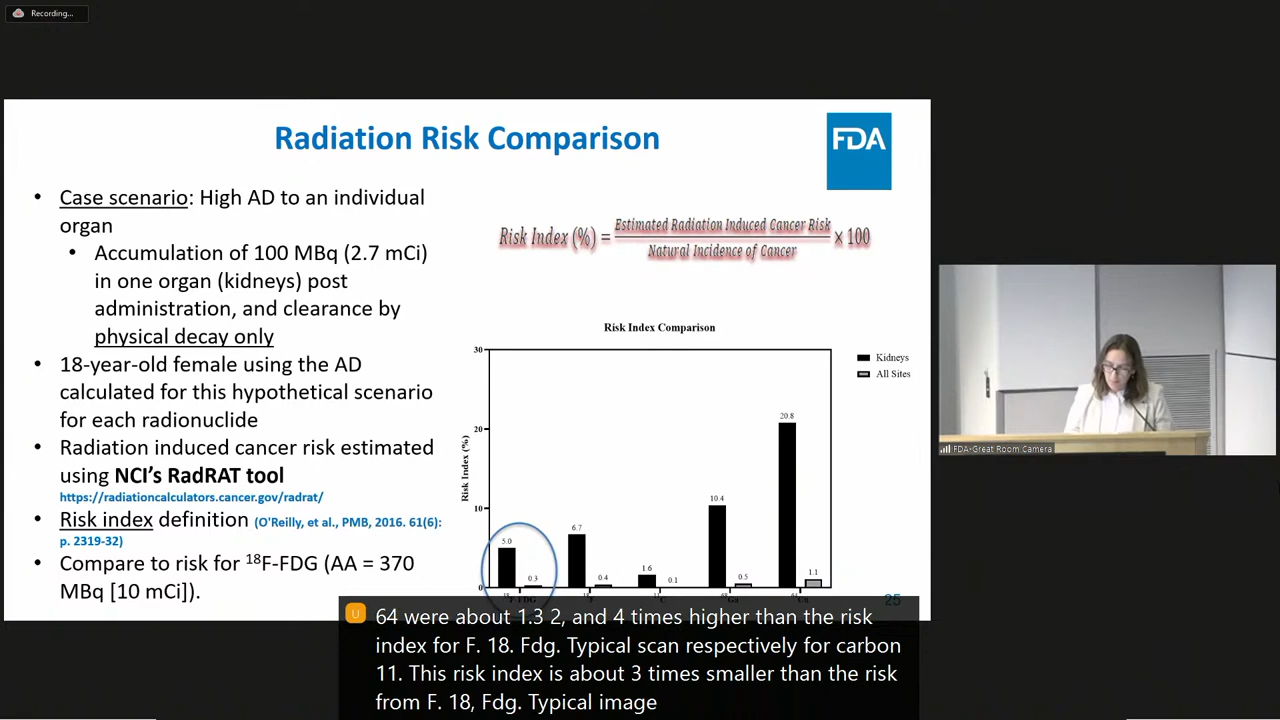 Recording...
Radiation Risk Comparison
FDA
• Case scenario: High AD to an individual
organ
• Accumulation of 100 MBq (2.7 mCi)
in one organ (kidneys) post
administration, and clearance by
physical decay only
• 18-year-old female using the AD
calculated for this hypothetical scenario
for each radionuclide
• Radiation induced cancer risk estimated
using NCI's RadRAT tool
https://radiationcalculators.cancer.gov/radrat/
• Risk index definition (O'Reilly, et al., PMB, 2016. 61(6):
p. 2319-32)
• Compare to risk for ¹⁸F-FDG (AA = 370
MBq [10 mCi]).
Risk Index (%) = Estimated Radiation Induced Cancer Risk
Natural Incidence of Cancer
× 100
Risk Index Comparison
Risk Index (%)
30
20
10
0
5.0
0.3
6.7
0.4
1.6
0.1
10.4
0.5
20.8
1.1
Kidneys
All Sites
25
FDA-Great Room Camera
U
64 were about 1.3 2, and 4 times higher than the risk
index for F. 18. Fdg. Typical scan respectively for carbon
11. This risk index is about 3 times smaller than the risk
from F. 18, Fdg. Typical image